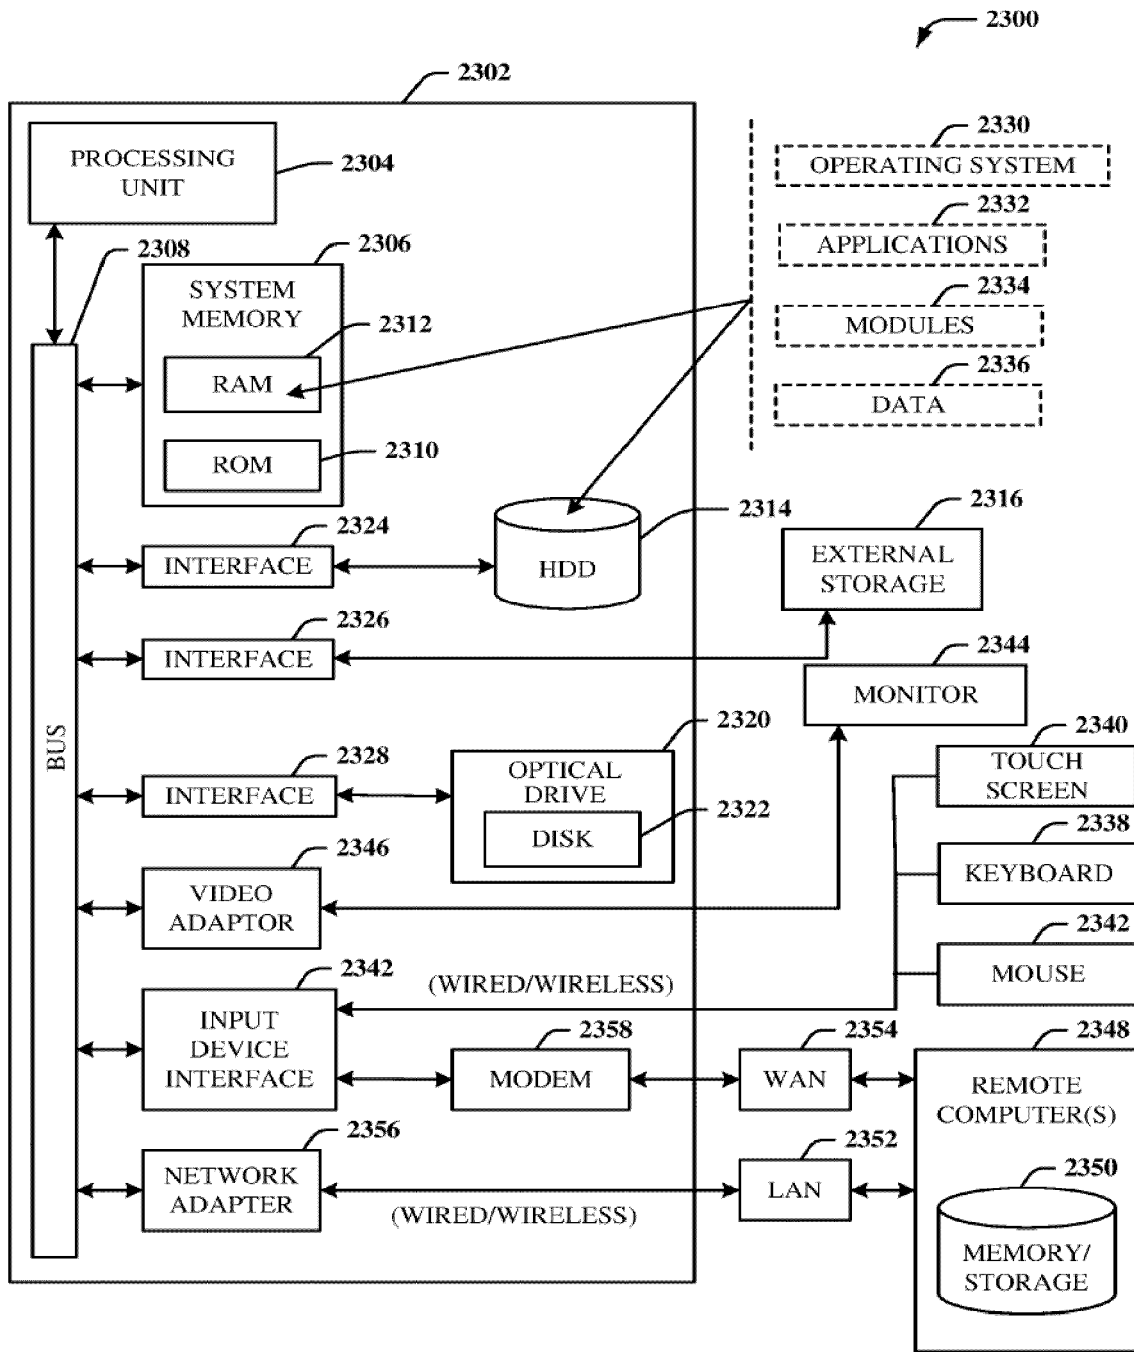 2300
2302
PROCESSING
UNIT
2304
2308
2306
SYSTEM
MEMORY
2312
RAM
2310
ROM
2330
OPERATING SYSTEM
2332
APPLICATIONS
2334
MODULES
2336
DATA
2324
INTERFACE
2314
HDD
2316
EXTERNAL
STORAGE
2326
INTERFACE
2344
MONITOR
BUS
2328
INTERFACE
2320
OPTICAL
DRIVE
2322
DISK
2340
TOUCH
SCREEN
2338
KEYBOARD
2342
MOUSE
2346
VIDEO
ADAPTOR
2342
INPUT
DEVICE
INTERFACE
(WIRED/WIRELESS)
2358
MODEM
2354
WAN
2348
REMOTE
COMPUTER(S)
2356
NETWORK
ADAPTER
(WIRED/WIRELESS)
2352
LAN
2350
MEMORY/
STORAGE